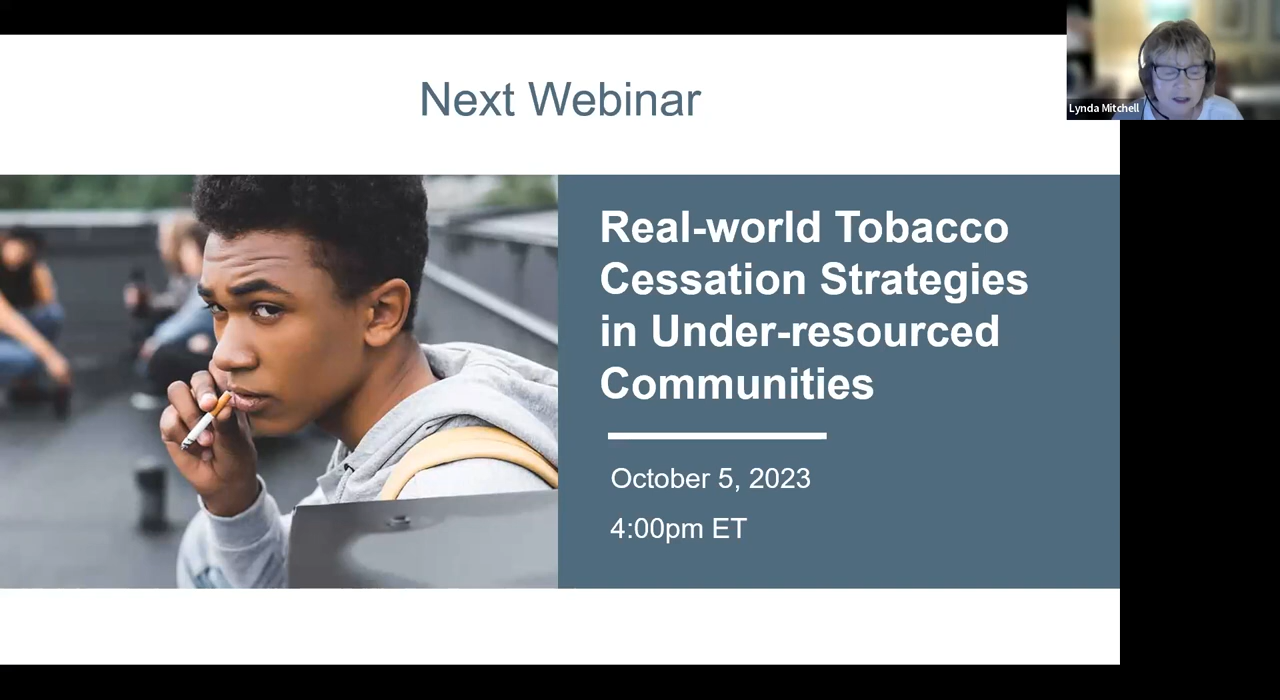 Next Webinar
Lynda Mitchell
Real-world Tobacco
Cessation Strategies
in Under-resourced
Communities
October 5, 2023
4:00pm ET